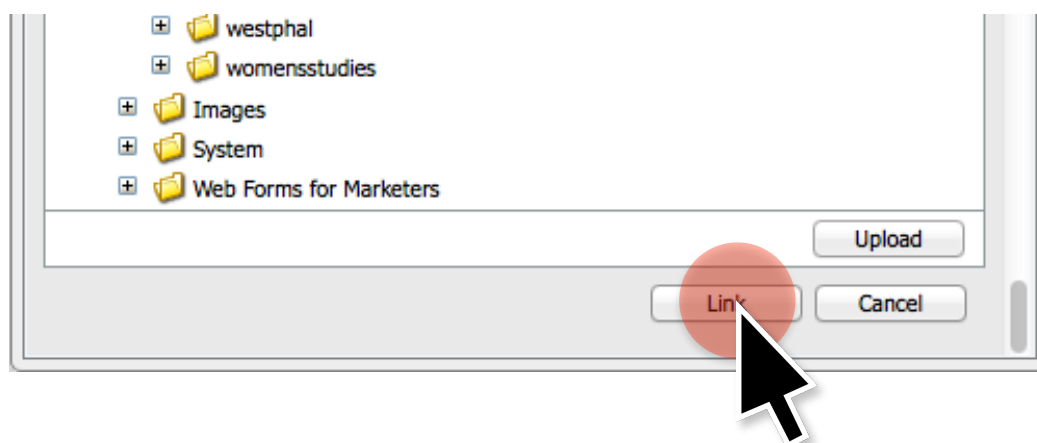 westphal
womensstudies
Images
System
Web Forms for Marketers
Upload
Link Cancel